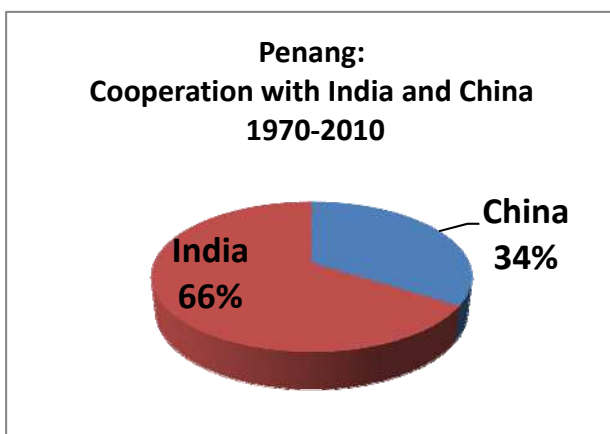 Penang:
Cooperation with India and China
1970-2010
China
34%
India
66%